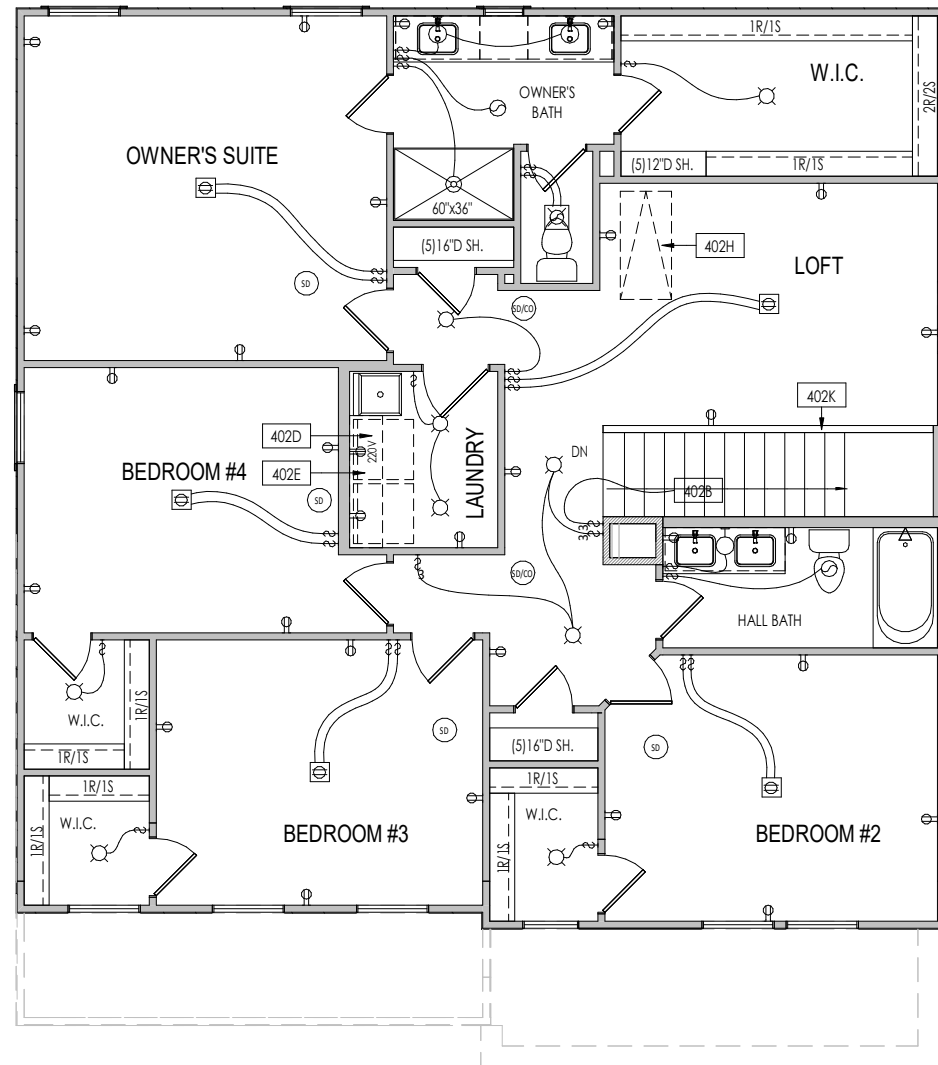 1R/1S
W.I.C.
2R/2S
OWNER'S
BATH
OWNER'S SUITE
(5)12"D SH.
1R/1S
60"x36"
(5)16"D SH.
402H
LOFT
SD
SD/CO
402K
402D
220V
BEDROOM #4
402E
LAUNDRY
DN
SD
402B
3
3
SD/CO
3
HALL BATH
W.I.C.
1R/1S
1R/1S
SD
(5)16"D SH.
SD
1R/1S
1R/1S
W.I.C.
BEDROOM #3
1R/1S
1R/1S
W.I.C.
BEDROOM #2